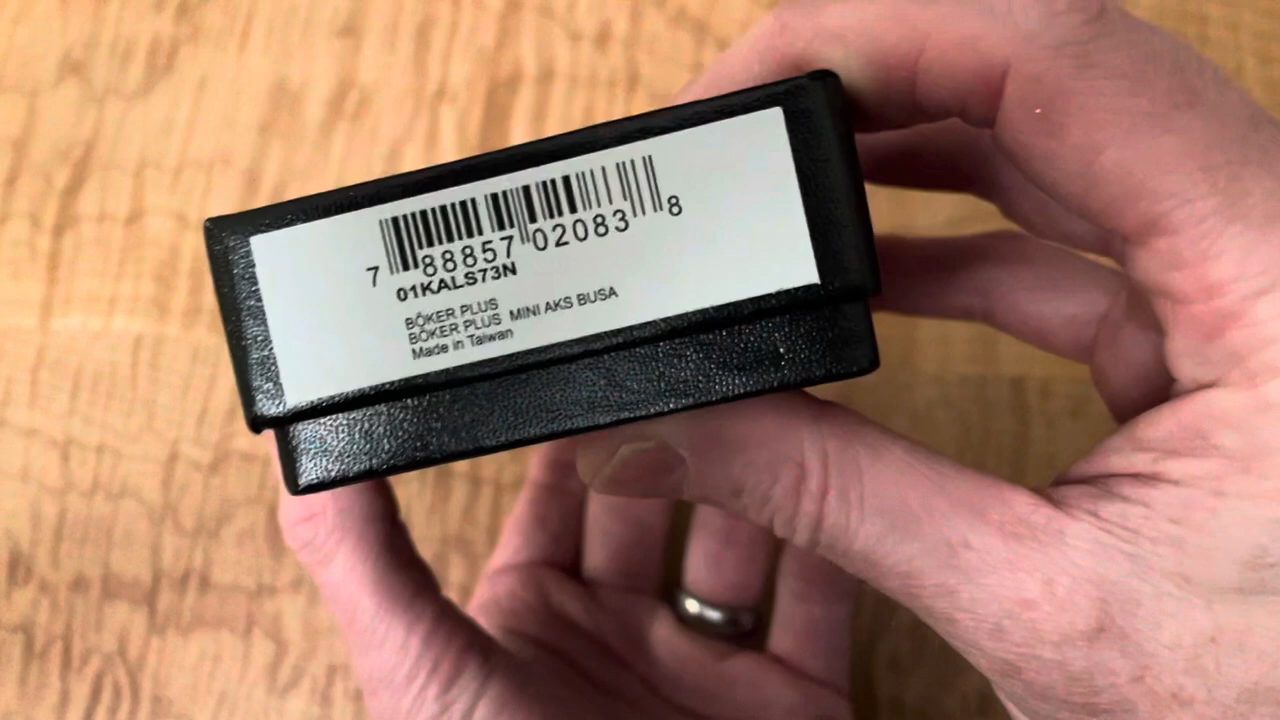 7 88857 02083 8
01KALS73N
BÖKER PLUS
BÖKER PLUS MINI AKS BUSA
Made in Taiwan